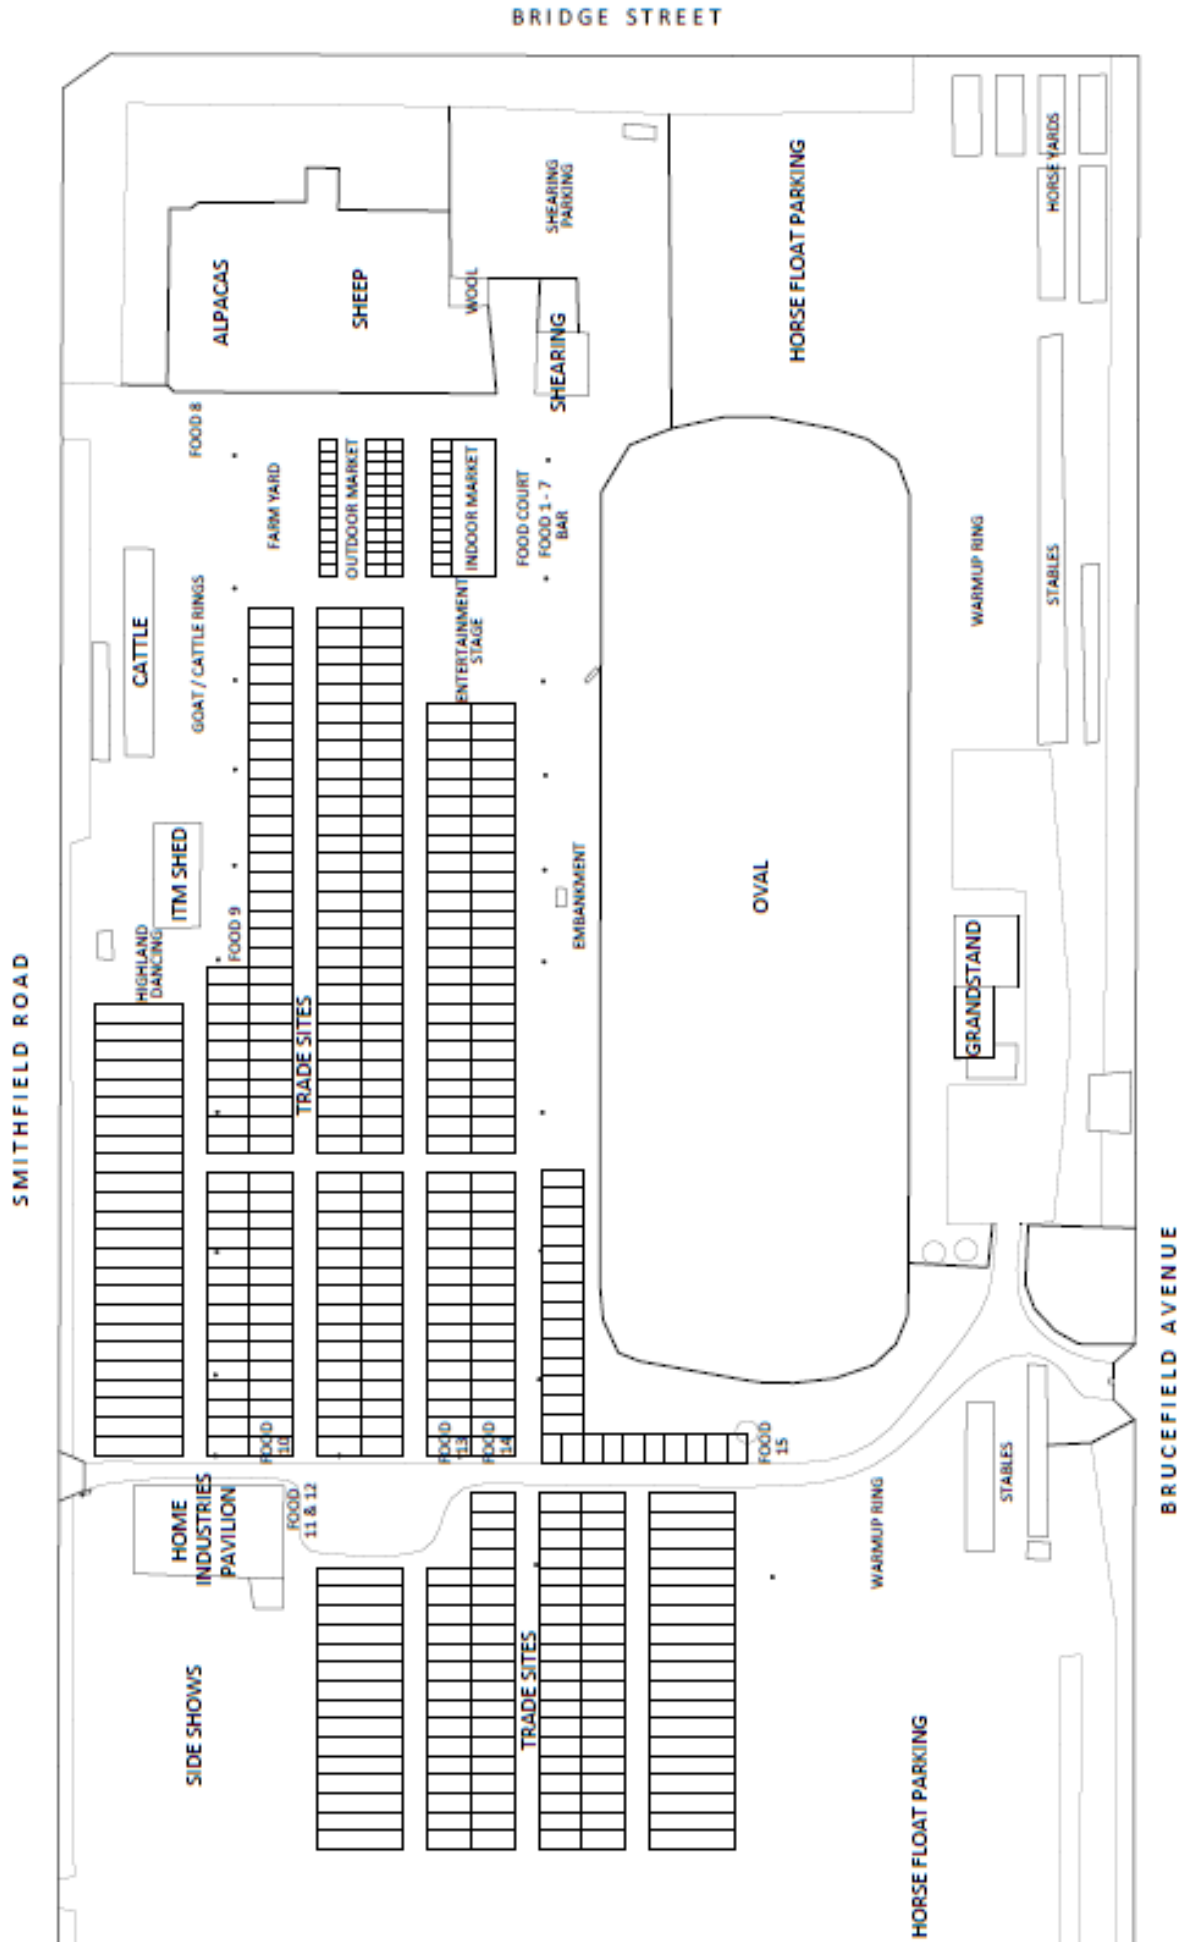 BRIDGE STREET
HORSE YARDS
SHEARING
PARKING
HORSE FLOAT PARKING
ALPACAS
SHEEP
WOOL
SHEARING
FOOD 8
FARM YARD
OUTDOOR MARKET
INDOOR MARKET
FOOD COURT
FOOD 1 - 7
BAR
WARMUP RING
STABLES
CATTLE
GOAT / CATTLE RINGS
ENTERTAINMENT
STAGE
ITM SHED
EMBANKMENT
OVAL
FOOD 9
HIGHLAND
DANCING
GRANDSTAND
TRADE SITES
SMITHFIELD ROAD
BRUCEFIELD AVENUE
FOOD
10
FOOD
13
FOOD
14
FOOD
15
HOME
INDUSTRIES
PAVILION
FOOD
11 & 12
STABLES
WARMUP RING
SIDE SHOWS
TRADE SITES
HORSE FLOAT PARKING